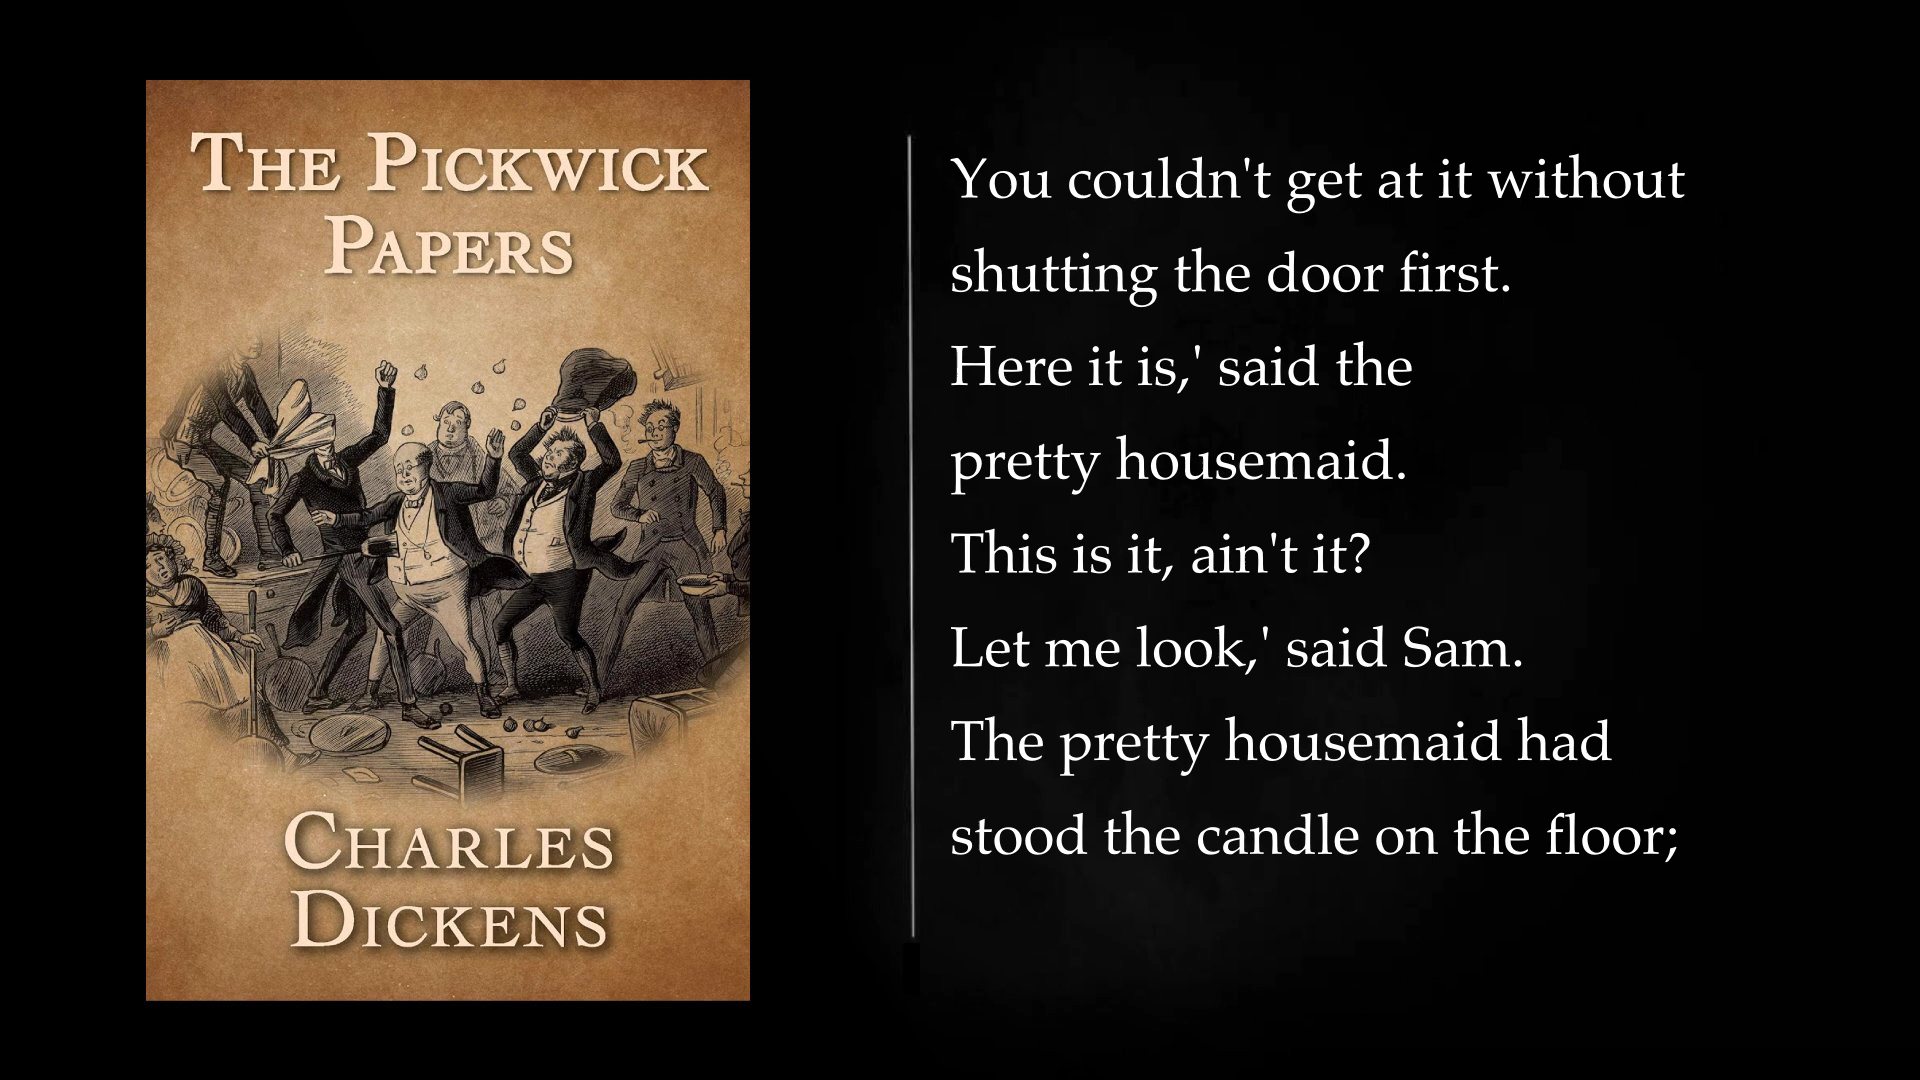 The Pickwick
Papers
Charles
Dickens
You couldn't get at it without
shutting the door first.
Here it is,' said the
pretty housemaid.
This is it, ain't it?
Let me look,' said Sam.
The pretty housemaid had
stood the candle on the floor;